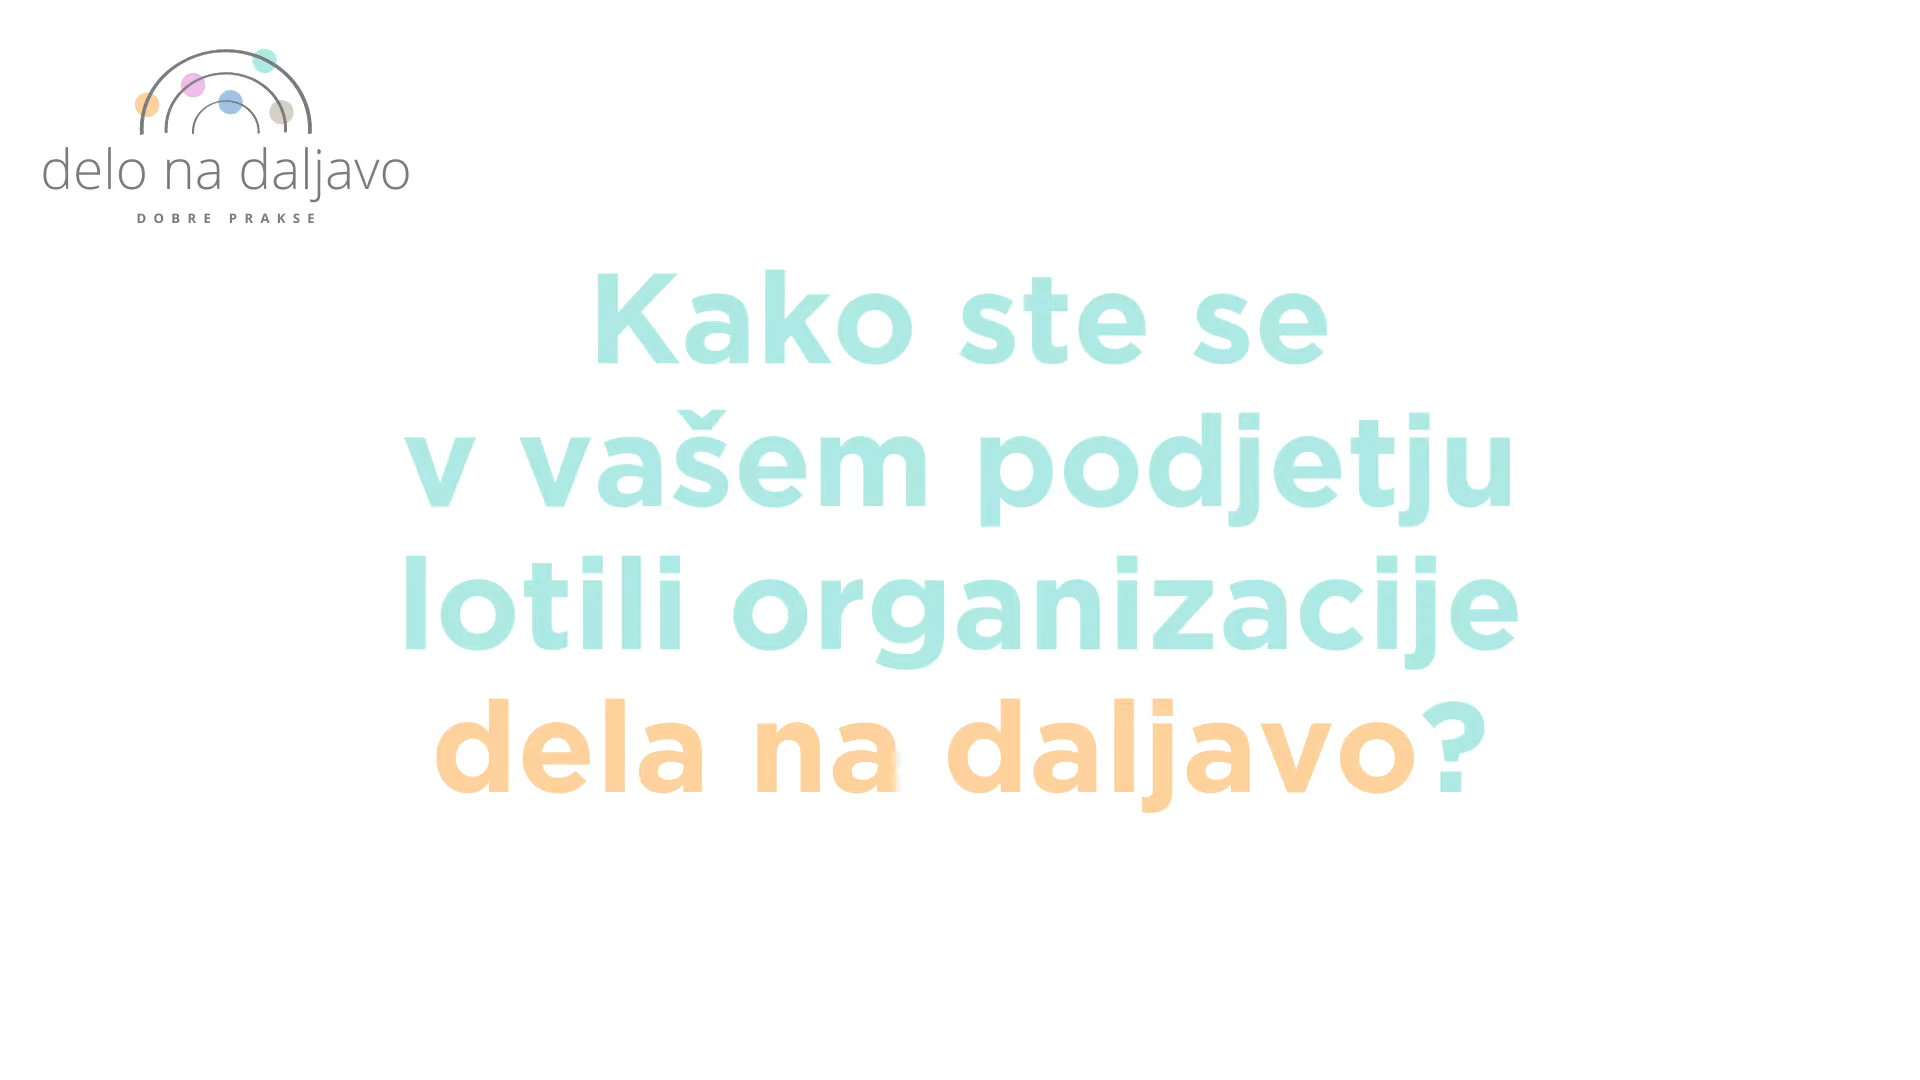 delo na daljavo
DOBRE PRAKSE
Kako ste se
v vašem podjetju
lotili organizacije
dela na daljavo?